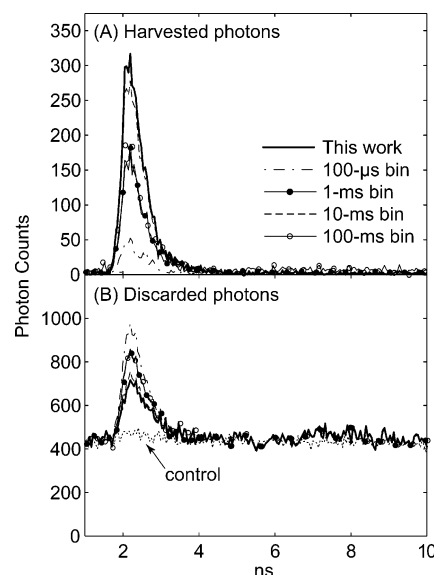 (A) Harvested photons
350
300
250
200
150
100
50
0
This work
100-µs bin
1-ms bin
10-ms bin
100-ms bin
Photon Counts
(B) Discarded photons
1000
800
600
400
200
0
control
2
4
6
8
10
ns